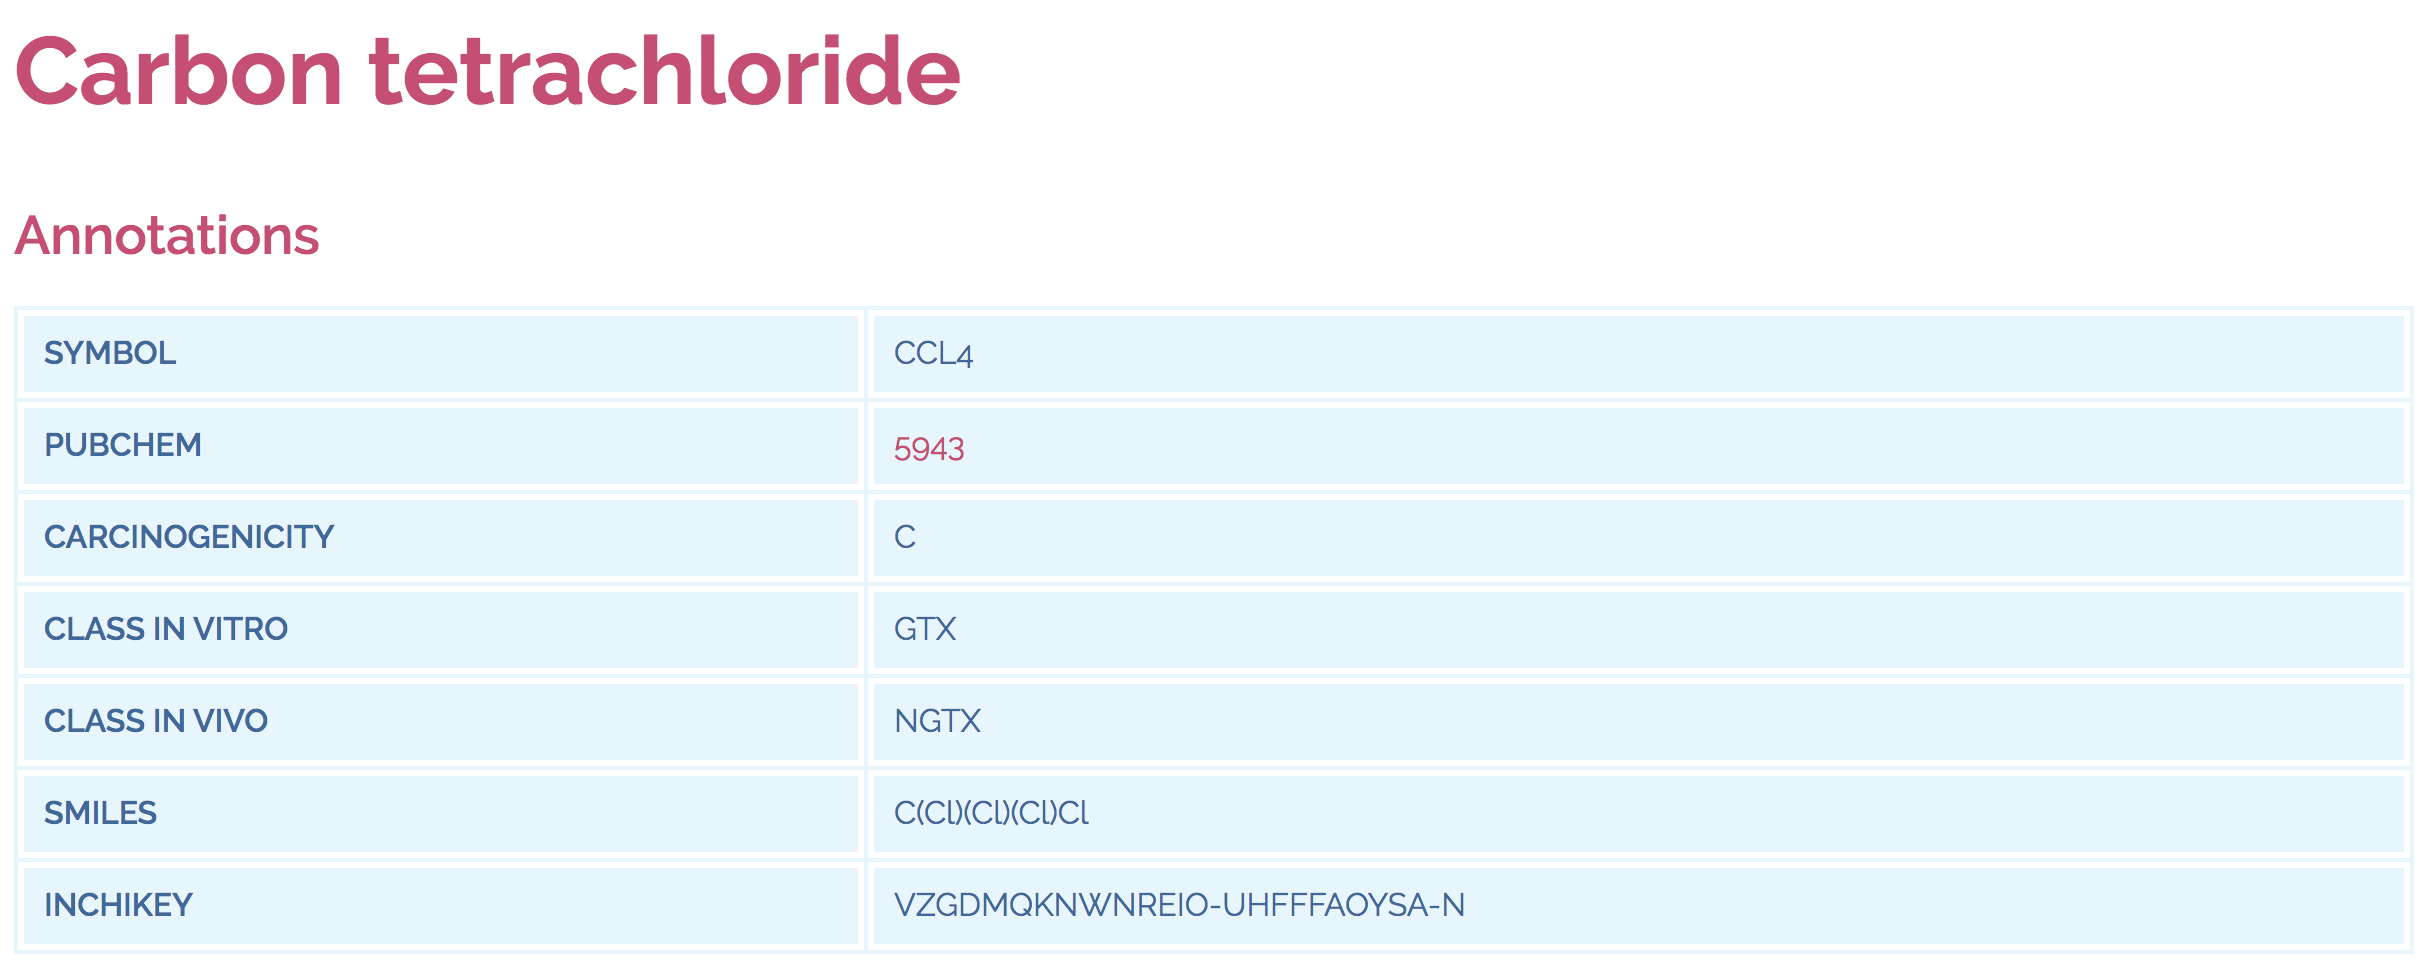 Carbon tetrachloride
Annotations
SYMBOL CCL4
PUBCHEM 5943
CARCINOGENICITY C
CLASS IN VITRO GTX
CLASS IN VIVO NGTX
SMILES C(Cl)(Cl)(Cl)Cl
INCHIKEY VZGDMQKNWNREIO-UHFFFAOYSA-N